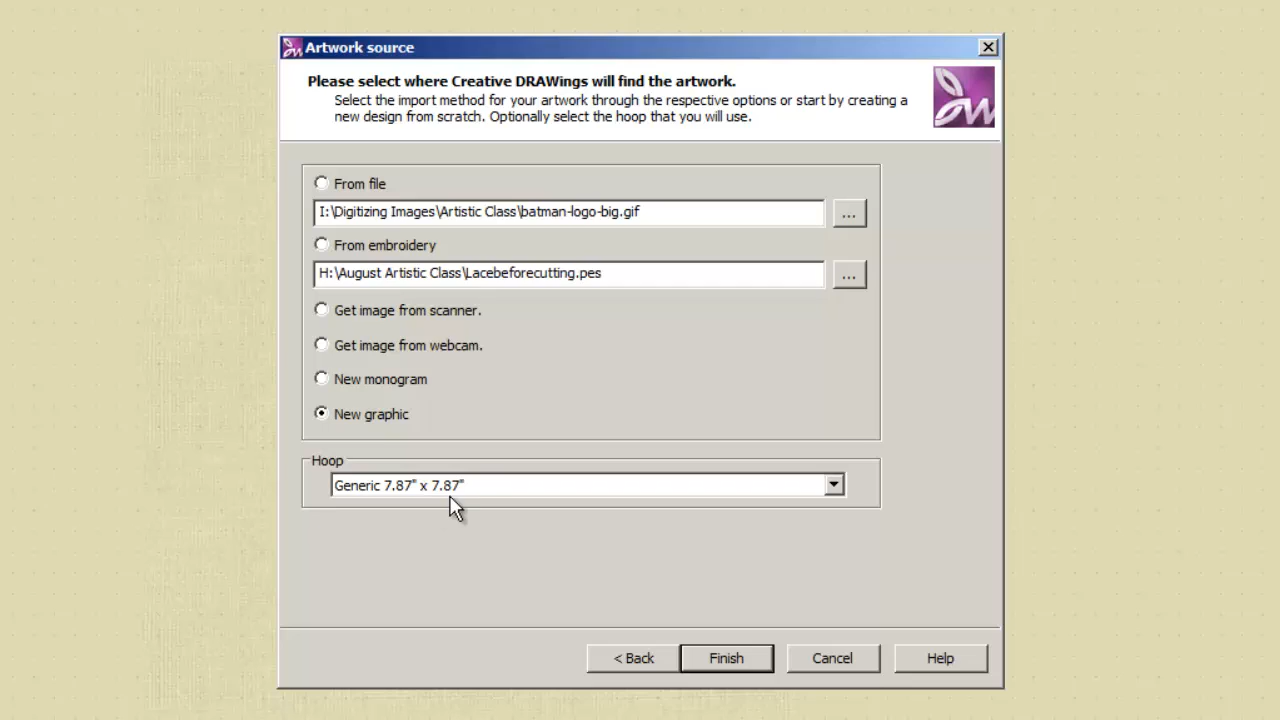 Artwork source
Please select where Creative DRAWings will find the artwork.
Select the import method for your artwork through the respective options or start by creating a
new design from scratch. Optionally select the hoop that you will use.
From file
I:\Digitizing Images\Artistic Class\batman-logo-big.gif
...
From embroidery
H:\August Artistic Class\Lacebeforecutting.pes
...
Get image from scanner.
Get image from webcam.
New monogram
New graphic
Hoop
Generic 7.87" x 7.87"
< Back
Finish
Cancel
Help